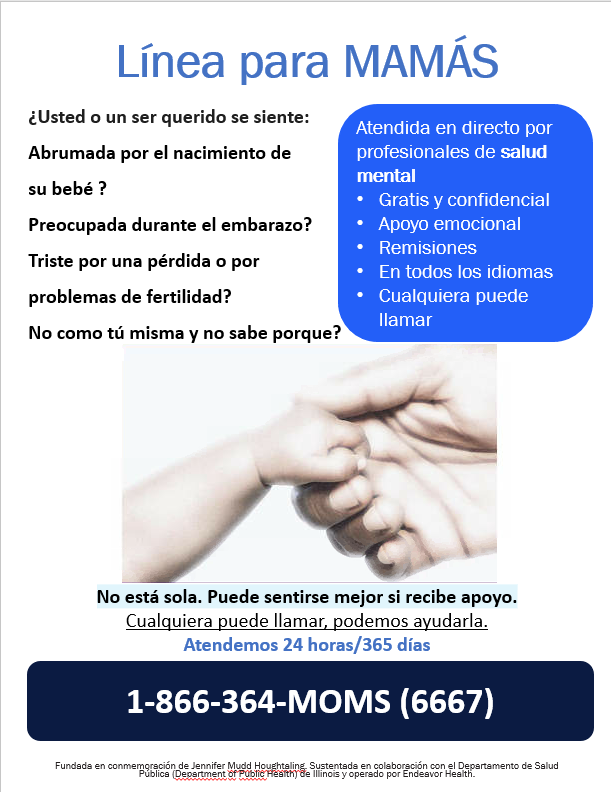 Línea para MAMÁS
¿Usted o un ser querido se siente:
Abrumada por el nacimiento de
su bebé ?
Preocupada durante el embarazo?
Triste por una pérdida o por
problemas de fertilidad?
No como tú misma y no sabe porque?
Atendida en directo por
profesionales de salud
mental
• Gratis y confidencial
• Apoyo emocional
• Remisiones
• En todos los idiomas
• Cualquiera puede
llamar
No está sola. Puede sentirse mejor si recibe apoyo.
Cualquiera puede llamar, podemos ayudarla.
Atendemos 24 horas/365 días
1-866-364-MOMS (6667)
Fundada en conmemoración de Jennifer Mudd Houghtaling. Sustentada en colaboración con el Departamento de Salud
Pública (Department of Public Health) de Illinois y operado por Endeavor Health.